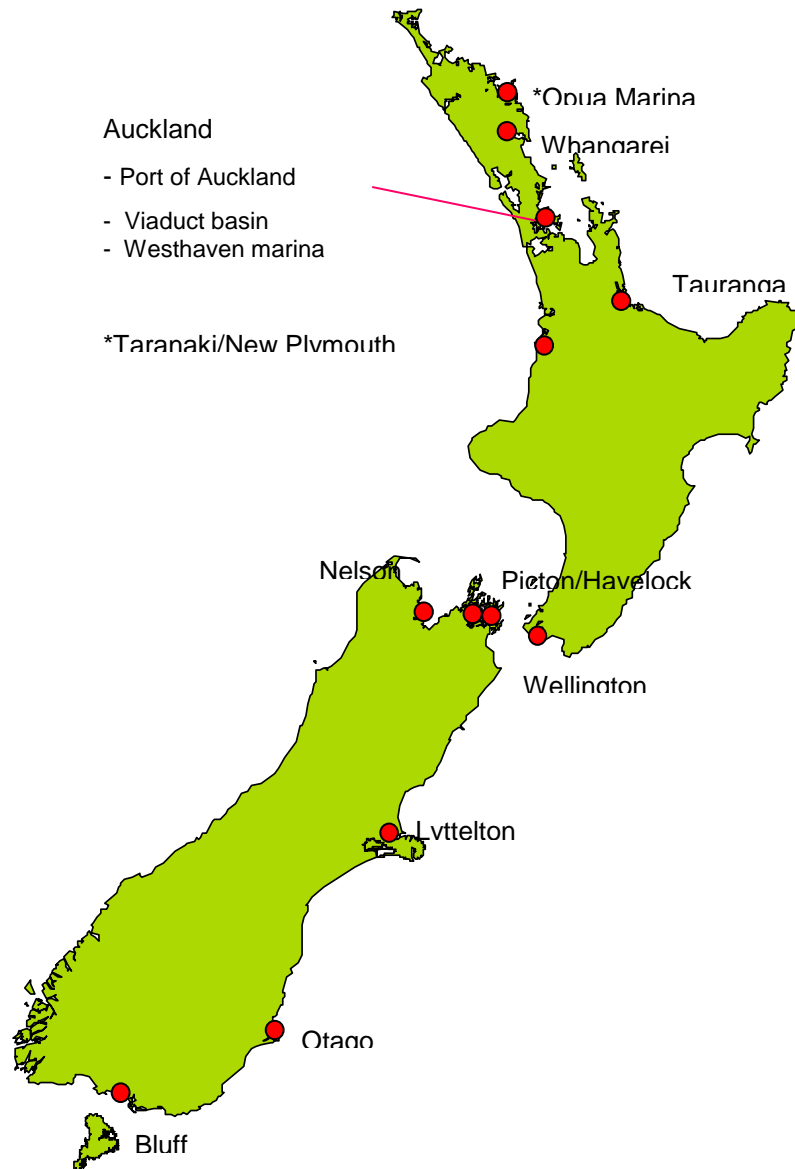 *Opua Marina
Auckland
Whangarei
- Port of Auckland
- Viaduct basin
- Westhaven marina
Tauranga
*Taranaki/New Plymouth
Nelson
Picton/Havelock
Wellington
Lyttelton
Otago
Bluff